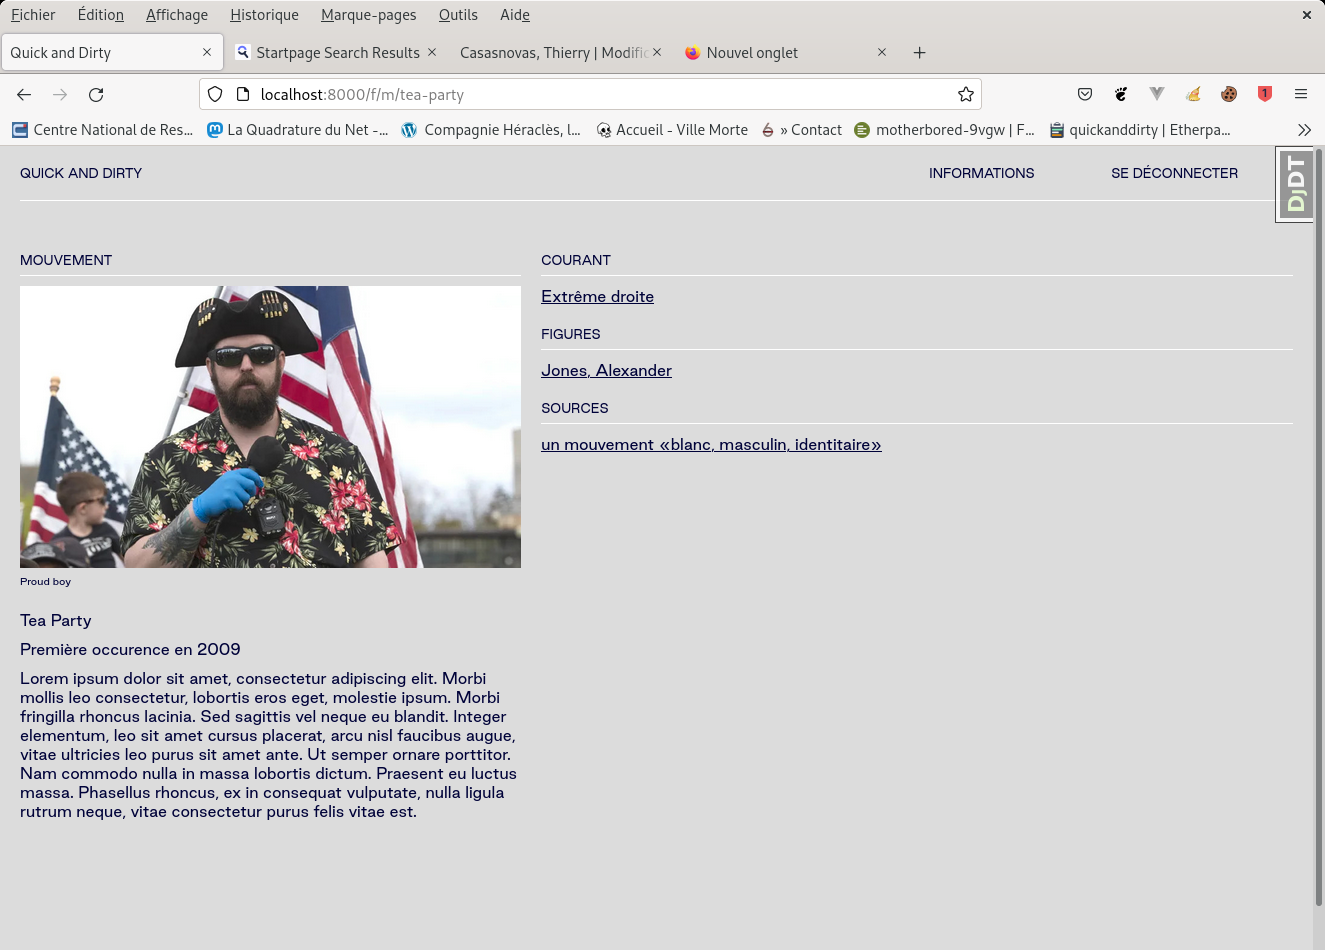 Fichier Édition Affichage Historique Marque-pages Outils Aide
Quick and Dirty
Startpage Search Results
Casasnovas, Thierry | Modific
Nouvel onglet
localhost:8000/f/m/tea-party
1
Centre National de Res...
La Quadrature du Net -...
Compagnie Héraclès, l...
Accueil - Ville Morte
» Contact
motherbored-9vgw | F...
quickanddirty | Etherpa...
QUICK AND DIRTY
INFORMATIONS
SE DÉCONNECTER
DjDT
MOUVEMENT
Proud boy
Tea Party
Première occurence en 2009
Lorem ipsum dolor sit amet, consectetur adipiscing elit. Morbi
mollis leo consectetur, lobortis eros eget, molestie ipsum. Morbi
fringilla rhoncus lacinia. Sed sagittis vel neque eu blandit. Integer
elementum, leo sit amet cursus placerat, arcu nisl faucibus augue,
vitae ultricies leo purus sit amet ante. Ut semper ornare porttitor.
Nam commodo nulla in massa lobortis dictum. Praesent eu luctus
massa. Phasellus rhoncus, ex in consequat vulputate, nulla ligula
rutrum neque, vitae consectetur purus felis vitae est.
COURANT
Extrême droite
FIGURES
Jones, Alexander
SOURCES
un mouvement «blanc, masculin, identitaire»